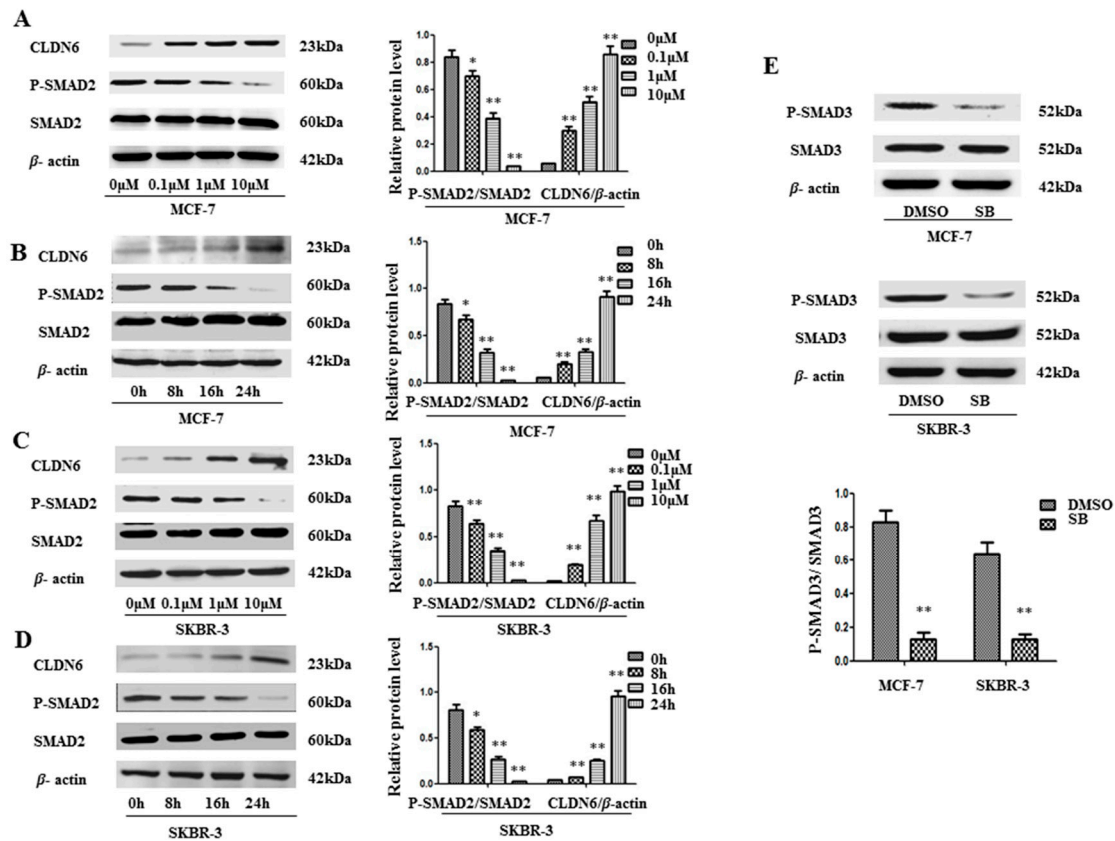 A
CLDN6 23kDa
P-SMAD2 60kDa
SMAD2 60kDa
β- actin 42kDa
0μM 0.1μM 1μM 10μM
MCF-7
Relative protein level
1.0
0.8
0.6
0.4
0.2
0.0
* ** ** ** ** **
0μM
0.1μM
1μM
10μM
P-SMAD2/SMAD2 CLDN6/β-actin
MCF-7
B
CLDN6 23kDa
P-SMAD2 60kDa
SMAD2 60kDa
β- actin 42kDa
0h 8h 16h 24h
MCF-7
Relative protein level
1.5
1.0
0.5
0.0
* ** ** ** ** **
0h
8h
16h
24h
P-SMAD2/SMAD2 CLDN6/β-actin
MCF-7
C
CLDN6 23kDa
P-SMAD2 60kDa
SMAD2 60kDa
β- actin 42kDa
0μM 0.1μM 1μM 10μM
SKBR-3
Relative protein level
1.5
1.0
0.5
0.0
** ** ** ** ** **
0μM
0.1μM
1μM
10μM
P-SMAD2/SMAD2 CLDN6/β-actin
SKBR-3
D
CLDN6 23kDa
P-SMAD2 60kDa
SMAD2 60kDa
β- actin 42kDa
0h 8h 16h 24h
SKBR-3
Relative protein level
1.5
1.0
0.5
0.0
* ** ** ** ** **
0h
8h
16h
24h
P-SMAD2/SMAD2 CLDN6/β-actin
SKBR-3
E
P-SMAD3 52kDa
SMAD3 52kDa
β- actin 42kDa
DMSO SB
MCF-7
P-SMAD3 52kDa
SMAD3 52kDa
β- actin 42kDa
DMSO SB
SKBR-3
P-SMAD3/ SMAD3
0.8
0.6
0.4
0.2
0.0
** **
DMSO
SB
MCF-7 SKBR-3